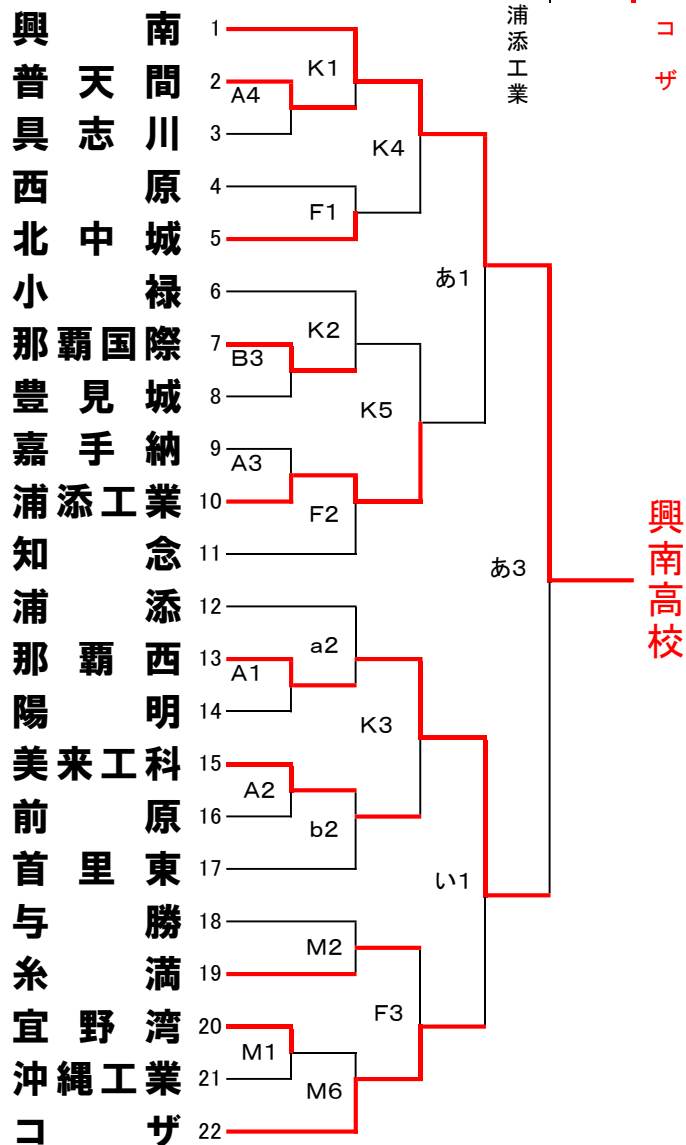 浦添工業
コザ
興南 1
普天間 2
具志川 3
西原 4
北中城 5
小禄 6
那覇国際 7
豊見城 8
嘉手納 9
浦添工業 10
知念 11
浦添 12
那覇西 13
陽明 14
美来工科 15
前原 16
首里東 17
与勝 18
糸満 19
宜野湾 20
沖縄工業 21
コザ 22
K1
A4
K4
F1
あ1
K2
B3
K5
A3
F2
あ3
a2
A1
K3
A2
b2
い1
M2
F3
M1
M6
興南高校